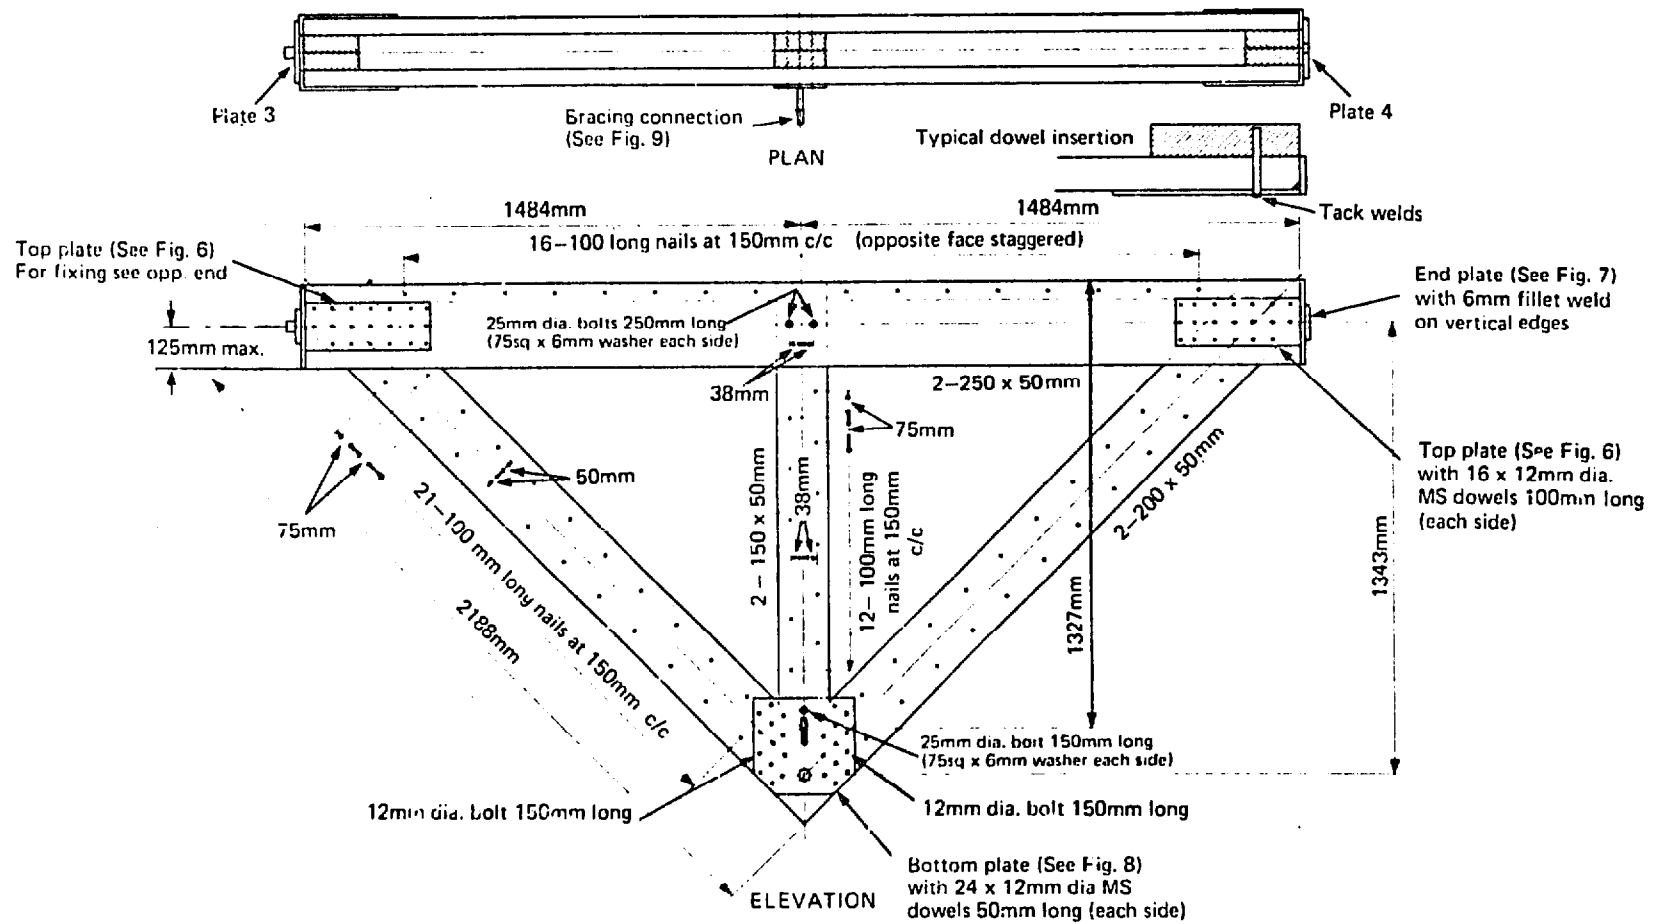 Plate 3
Bracing connection
(See Fig. 9)
PLAN
Plate 4
Typical dowel insertion
Tack welds
1484mm
1484mm
16–100 long nails at 150mm c/c (opposite face staggered)
Top plate (See Fig. 6)
For fixing see opp. end
125mm max.
25mm dia. bolts 250mm long
(75sq x 6mm washer each side)
38mm
2–250 x 50mm
End plate (See Fig. 7)
with 6mm fillet weld
on vertical edges
75mm
50mm
75mm
21–100 mm long nails at 150mm c/c
2188mm
2 – 150 x 50mm
38mm
12– 100mm long
nails at 150mm
c/c
2–200 x 50mm
1327mm
1343mm
Top plate (See Fig. 6)
with 16 x 12mm dia.
MS dowels 100mm long
(each side)
25mm dia. bolt 150mm long
(75sq x 6mm washer each side)
12mm dia. bolt 150mm long
12mm dia. bolt 150mm long
Bottom plate (See Fig. 8)
with 24 x 12mm dia MS
dowels 50mm long (each side)
ELEVATION